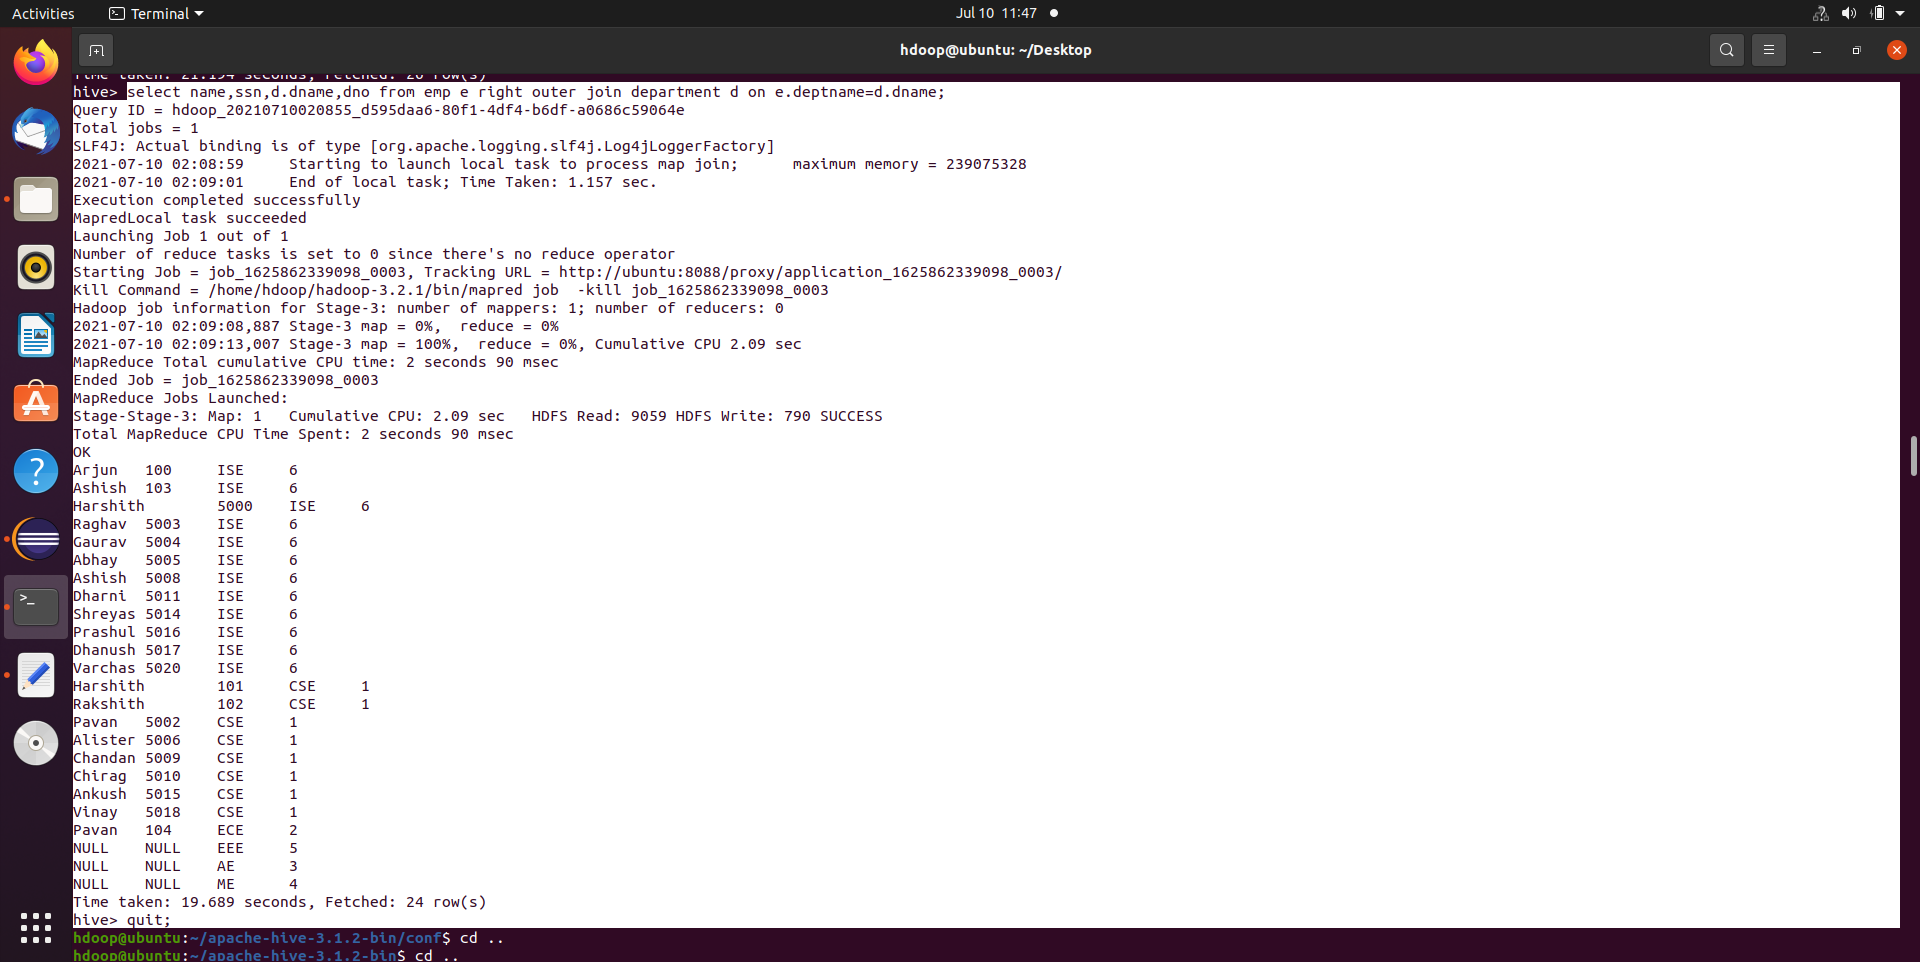 Activities
Terminal
Jul 10 11:47
hdoop@ubuntu: ~/Desktop
Time taken: 21.194 seconds, Fetched: 26 row(s)
hive> select name,ssn,d.dname,dno from emp e right outer join department d on e.deptname=d.dname;
Query ID = hdoop_20210710020855_d595daa6-80f1-4df4-b6df-a0686c59064e
Total jobs = 1
SLF4J: Actual binding is of type [org.apache.logging.slf4j.Log4jLoggerFactory]
2021-07-10 02:08:59     Starting to launch local task to process map join;      maximum memory = 239075328
2021-07-10 02:09:01     End of local task; Time Taken: 1.157 sec.
Execution completed successfully
MapredLocal task succeeded
Launching Job 1 out of 1
Number of reduce tasks is set to 0 since there's no reduce operator
Starting Job = job_1625862339098_0003, Tracking URL = http://ubuntu:8088/proxy/application_1625862339098_0003/
Kill Command = /home/hdoop/hadoop-3.2.1/bin/mapred job  -kill job_1625862339098_0003
Hadoop job information for Stage-3: number of mappers: 1; number of reducers: 0
2021-07-10 02:09:08,887 Stage-3 map = 0%,  reduce = 0%
2021-07-10 02:09:13,007 Stage-3 map = 100%,  reduce = 0%, Cumulative CPU 2.09 sec
MapReduce Total cumulative CPU time: 2 seconds 90 msec
Ended Job = job_1625862339098_0003
MapReduce Jobs Launched:
Stage-Stage-3: Map: 1   Cumulative CPU: 2.09 sec   HDFS Read: 9059 HDFS Write: 790 SUCCESS
Total MapReduce CPU Time Spent: 2 seconds 90 msec
OK
Arjun   100     ISE     6
Ashish  103     ISE     6
Harshith        5000    ISE     6
Raghav  5003    ISE     6
Gaurav  5004    ISE     6
Abhay   5005    ISE     6
Ashish  5008    ISE     6
Dharni  5011    ISE     6
Shreyas 5014    ISE     6
Prashul 5016    ISE     6
Dhanush 5017    ISE     6
Varchas 5020    ISE     6
Harshith        101     CSE     1
Rakshith        102     CSE     1
Pavan   5002    CSE     1
Alister 5006    CSE     1
Chandan 5009    CSE     1
Chirag  5010    CSE     1
Ankush  5015    CSE     1
Vinay   5018    CSE     1
Pavan   104     ECE     2
NULL    NULL    EEE     5
NULL    NULL    AE      3
NULL    NULL    ME      4
Time taken: 19.689 seconds, Fetched: 24 row(s)
hive> quit;
hdoop@ubuntu:~/apache-hive-3.1.2-bin/conf$ cd ..
hdoop@ubuntu:~/apache-hive-3.1.2-bin$ cd ..